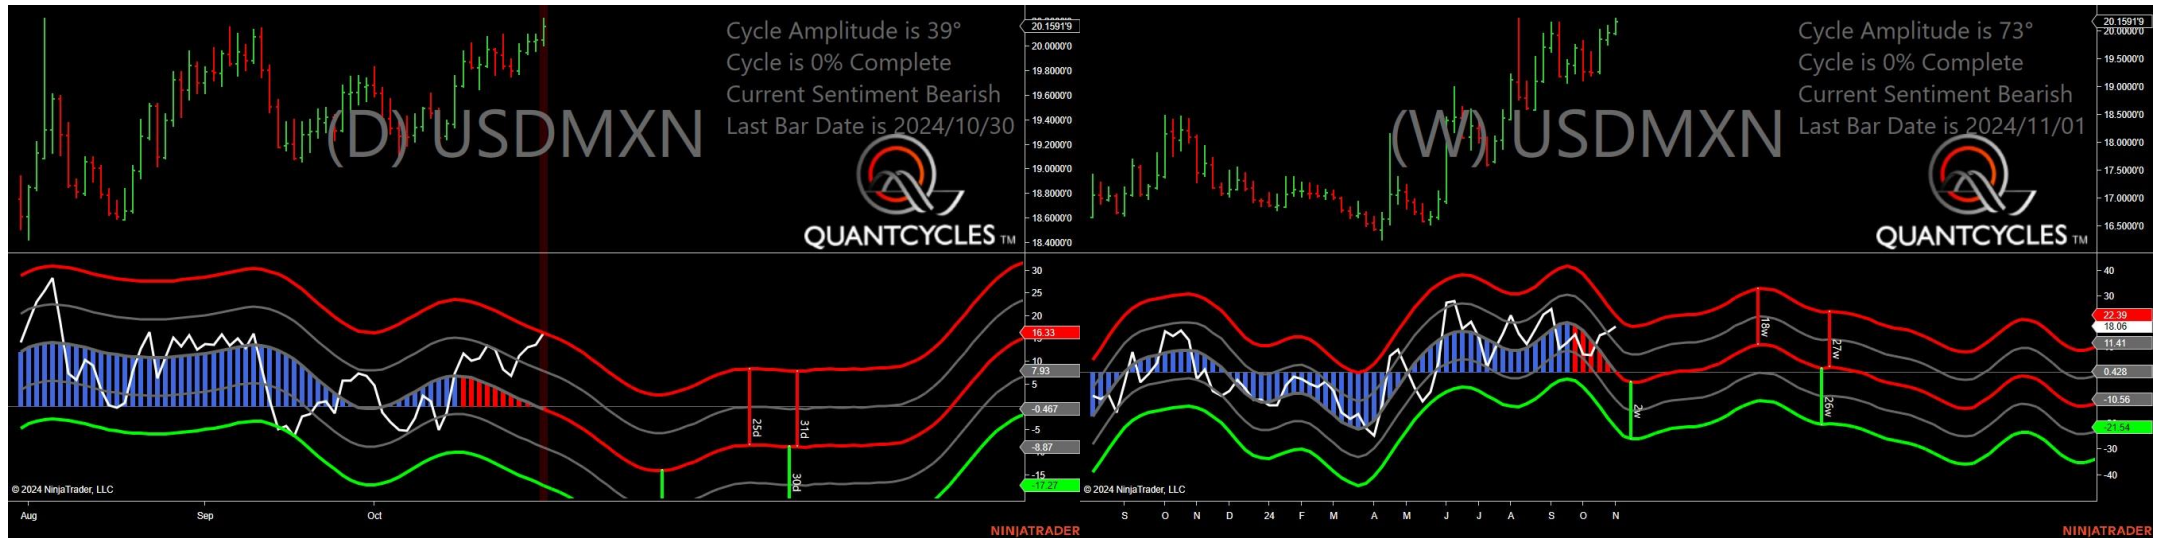 Cycle Amplitude is 39°
Cycle is 0% Complete
Current Sentiment Bearish
Last Bar Date is 2024/10/30
(D) USDMXN
QUANTCYCLES TM
20.1591'9
20.0000'0
19.8000'0
19.6000'0
19.4000'0
19.2000'0
19.0000'0
18.8000'0
18.6000'0
18.4000'0
30
25
20
16.33
10
7.93
5
-0.467
-5
-8.87
-15
-17.27
25d
31d
30d
© 2024 NinjaTrader, LLC
Aug Sep Oct
NINJATRADER
Cycle Amplitude is 73°
Cycle is 0% Complete
Current Sentiment Bearish
Last Bar Date is 2024/11/01
(W) USDMXN
QUANTCYCLES TM
20.1591'9
20.0000'0
19.5000'0
19.0000'0
18.5000'0
18.0000'0
17.5000'0
17.0000'0
16.5000'0
40
30
22.39
18.06
11.41
0.428
-10.56
-21.54
-30
-40
18w
27w
2w
26w
© 2024 NinjaTrader, LLC
S O N D 24 F M A M J J A S O N
NINJATRADER